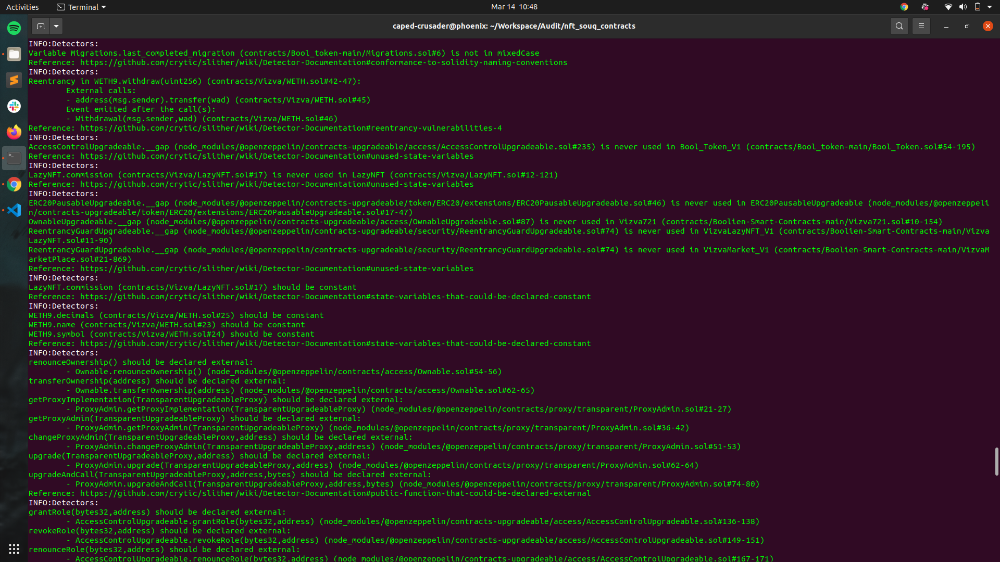 Activities
Terminal
Mar 14 10:48
caped-crusader@phoenix: ~/Workspace/Audit/nft_souq_contracts
INFO:Detectors:
Variable Migrations.last_completed_migration (contracts/Bool_token-main/Migrations.sol#6) is not in mixedCase
Reference: https://github.com/crytic/slither/wiki/Detector-Documentation#conformance-to-solidity-naming-conventions
INFO:Detectors:
Reentrancy in WETH9.withdraw(uint256) (contracts/Vizva/WETH.sol#42-47):
External calls:
- address(msg.sender).transfer(wad) (contracts/Vizva/WETH.sol#45)
Event emitted after the call(s):
- Withdrawal(msg.sender,wad) (contracts/Vizva/WETH.sol#46)
Reference: https://github.com/crytic/slither/wiki/Detector-Documentation#reentrancy-vulnerabilities-4
INFO:Detectors:
AccessControlUpgradeable.__gap (node_modules/@openzeppelin/contracts-upgradeable/access/AccessControlUpgradeable.sol#235) is never used in Bool_Token_V1 (contracts/Bool_token-main/Bool_Token.sol#54-195)
Reference: https://github.com/crytic/slither/wiki/Detector-Documentation#unused-state-variables
INFO:Detectors:
LazyNFT.commission (contracts/Vizva/LazyNFT.sol#17) is never used in LazyNFT (contracts/Vizva/LazyNFT.sol#12-121)
Reference: https://github.com/crytic/slither/wiki/Detector-Documentation#unused-state-variables
INFO:Detectors:
ERC20PausableUpgradeable.__gap (node_modules/@openzeppelin/contracts-upgradeable/token/ERC20/extensions/ERC20PausableUpgradeable.sol#46) is never used in ERC20PausableUpgradeable (node_modules/@openzeppeli
n/contracts-upgradeable/token/ERC20/extensions/ERC20PausableUpgradeable.sol#17-47)
OwnableUpgradeable.__gap (node_modules/@openzeppelin/contracts-upgradeable/access/OwnableUpgradeable.sol#87) is never used in Vizva721 (contracts/Boolien-Smart-Contracts-main/Vizva721.sol#10-154)
ReentrancyGuardUpgradeable.__gap (node_modules/@openzeppelin/contracts-upgradeable/security/ReentrancyGuardUpgradeable.sol#74) is never used in VizvaLazyNFT_V1 (contracts/Boolien-Smart-Contracts-main/Vizva
LazyNFT.sol#11-90)
ReentrancyGuardUpgradeable.__gap (node_modules/@openzeppelin/contracts-upgradeable/security/ReentrancyGuardUpgradeable.sol#74) is never used in VizvaMarket_V1 (contracts/Boolien-Smart-Contracts-main/VizvaM
arketPlace.sol#21-869)
Reference: https://github.com/crytic/slither/wiki/Detector-Documentation#unused-state-variables
INFO:Detectors:
LazyNFT.commission (contracts/Vizva/LazyNFT.sol#17) should be constant
Reference: https://github.com/crytic/slither/wiki/Detector-Documentation#state-variables-that-could-be-declared-constant
INFO:Detectors:
WETH9.decimals (contracts/Vizva/WETH.sol#25) should be constant
WETH9.name (contracts/Vizva/WETH.sol#23) should be constant
WETH9.symbol (contracts/Vizva/WETH.sol#24) should be constant
Reference: https://github.com/crytic/slither/wiki/Detector-Documentation#state-variables-that-could-be-declared-constant
INFO:Detectors:
renounceOwnership() should be declared external:
- Ownable.renounceOwnership() (node_modules/@openzeppelin/contracts/access/Ownable.sol#54-56)
transferOwnership(address) should be declared external:
- Ownable.transferOwnership(address) (node_modules/@openzeppelin/contracts/access/Ownable.sol#62-65)
getProxyImplementation(TransparentUpgradeableProxy) should be declared external:
- ProxyAdmin.getProxyImplementation(TransparentUpgradeableProxy) (node_modules/@openzeppelin/contracts/proxy/transparent/ProxyAdmin.sol#21-27)
getProxyAdmin(TransparentUpgradeableProxy) should be declared external:
- ProxyAdmin.getProxyAdmin(TransparentUpgradeableProxy) (node_modules/@openzeppelin/contracts/proxy/transparent/ProxyAdmin.sol#36-42)
changeProxyAdmin(TransparentUpgradeableProxy,address) should be declared external:
- ProxyAdmin.changeProxyAdmin(TransparentUpgradeableProxy,address) (node_modules/@openzeppelin/contracts/proxy/transparent/ProxyAdmin.sol#51-53)
upgrade(TransparentUpgradeableProxy,address) should be declared external:
- ProxyAdmin.upgrade(TransparentUpgradeableProxy,address) (node_modules/@openzeppelin/contracts/proxy/transparent/ProxyAdmin.sol#62-64)
upgradeAndCall(TransparentUpgradeableProxy,address,bytes) should be declared external:
- ProxyAdmin.upgradeAndCall(TransparentUpgradeableProxy,address,bytes) (node_modules/@openzeppelin/contracts/proxy/transparent/ProxyAdmin.sol#74-80)
Reference: https://github.com/crytic/slither/wiki/Detector-Documentation#public-function-that-could-be-declared-external
INFO:Detectors:
grantRole(bytes32,address) should be declared external:
- AccessControlUpgradeable.grantRole(bytes32,address) (node_modules/@openzeppelin/contracts-upgradeable/access/AccessControlUpgradeable.sol#136-138)
revokeRole(bytes32,address) should be declared external:
- AccessControlUpgradeable.revokeRole(bytes32,address) (node_modules/@openzeppelin/contracts-upgradeable/access/AccessControlUpgradeable.sol#149-151)
renounceRole(bytes32,address) should be declared external:
- AccessControlUpgradeable.renounceRole(bytes32,address) (node_modules/@openzeppelin/contracts-upgradeable/access/AccessControlUpgradeable.sol#167-171)